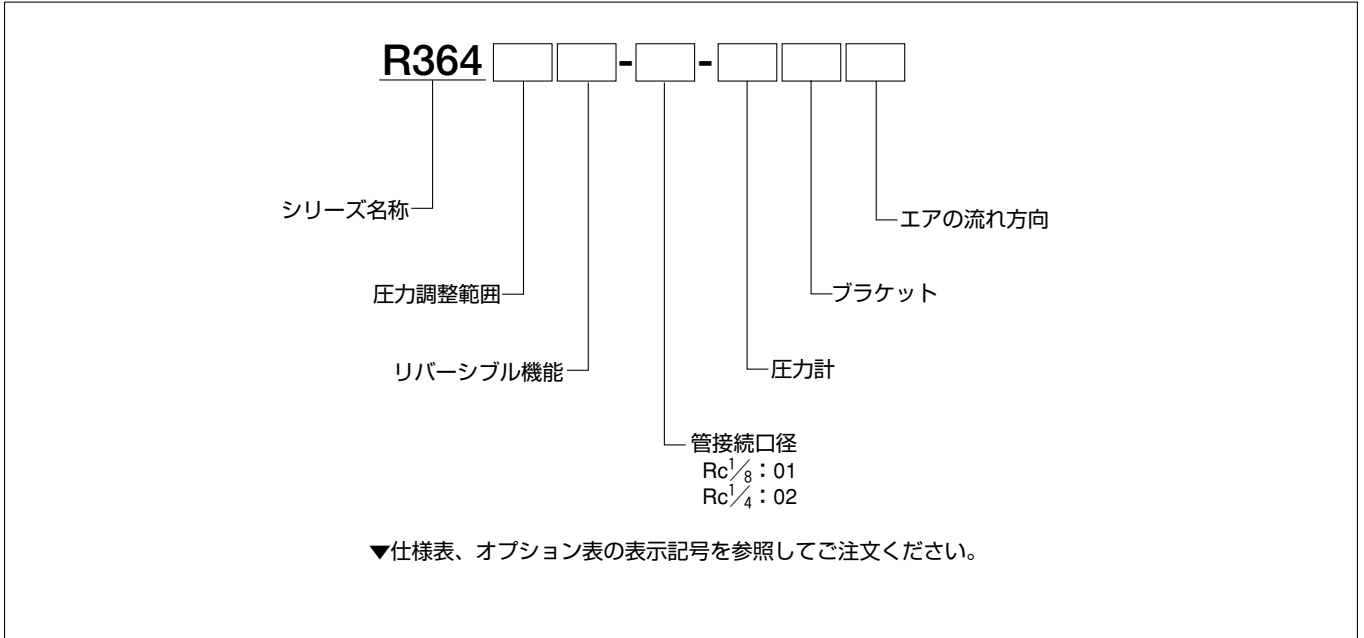 R364 - -
シリーズ名称
エアの流れ方向
圧力調整範囲
ブラケット
リバーシブル機能
圧力計
管接続口径
Rc1/8：01
Rc1/4：02
▼仕様表、オプション表の表示記号を参照してご注文ください。